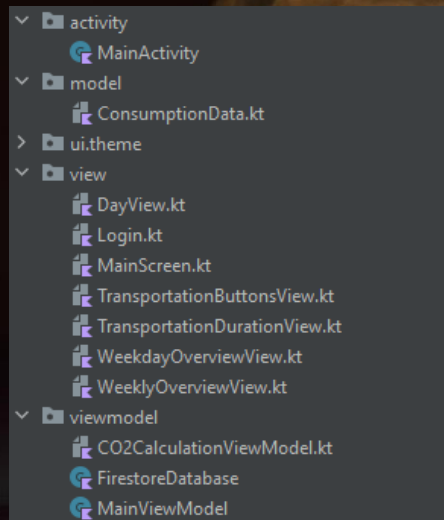 activity
MainActivity
model
ConsumptionData.kt
ui.theme
view
DayView.kt
Login.kt
MainScreen.kt
TransportationButtonsView.kt
TransportationDurationView.kt
WeekdayOverviewView.kt
WeeklyOverviewView.kt
viewmodel
CO2CalculationViewModel.kt
FirestoreDatabase
MainViewModel